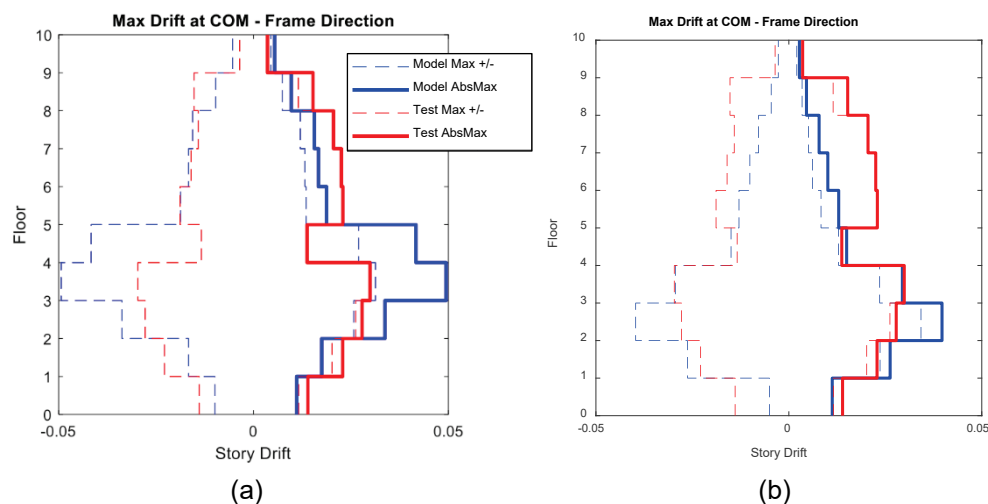 Max Drift at COM - Frame Direction
10
9
8
7
6
5
4
3
2
1
0
Floor
-0.05
0
0.05
Story Drift
Model Max +/-
Model AbsMax
Test Max +/-
Test AbsMax
(a)
Max Drift at COM - Frame Direction
10
9
8
7
6
5
4
3
2
1
0
Floor
-0.05
0
0.05
Story Drift
(b)